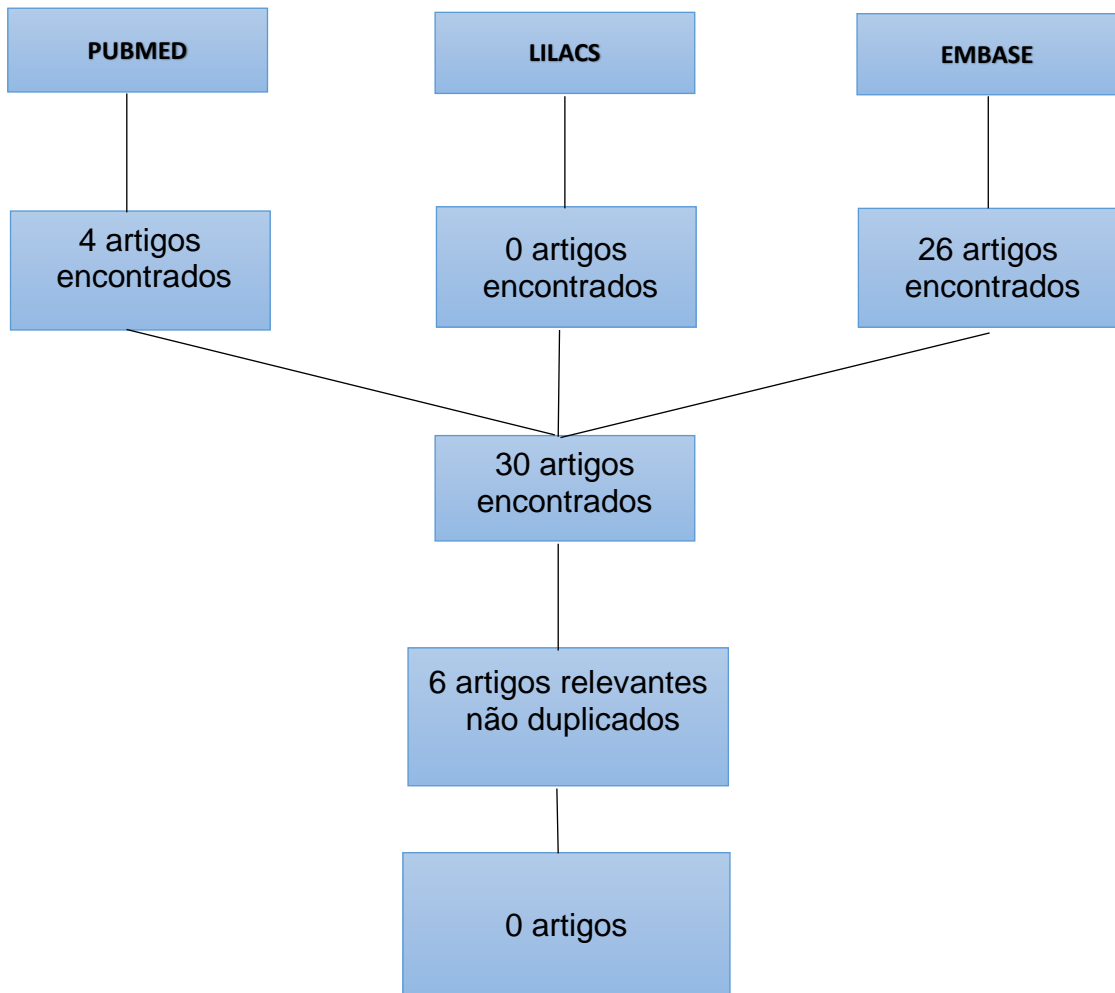 PUBMED
LILACS
EMBASE
4 artigos
encontrados
0 artigos
encontrados
26 artigos
encontrados
30 artigos
encontrados
6 artigos relevantes
não duplicados
0 artigos